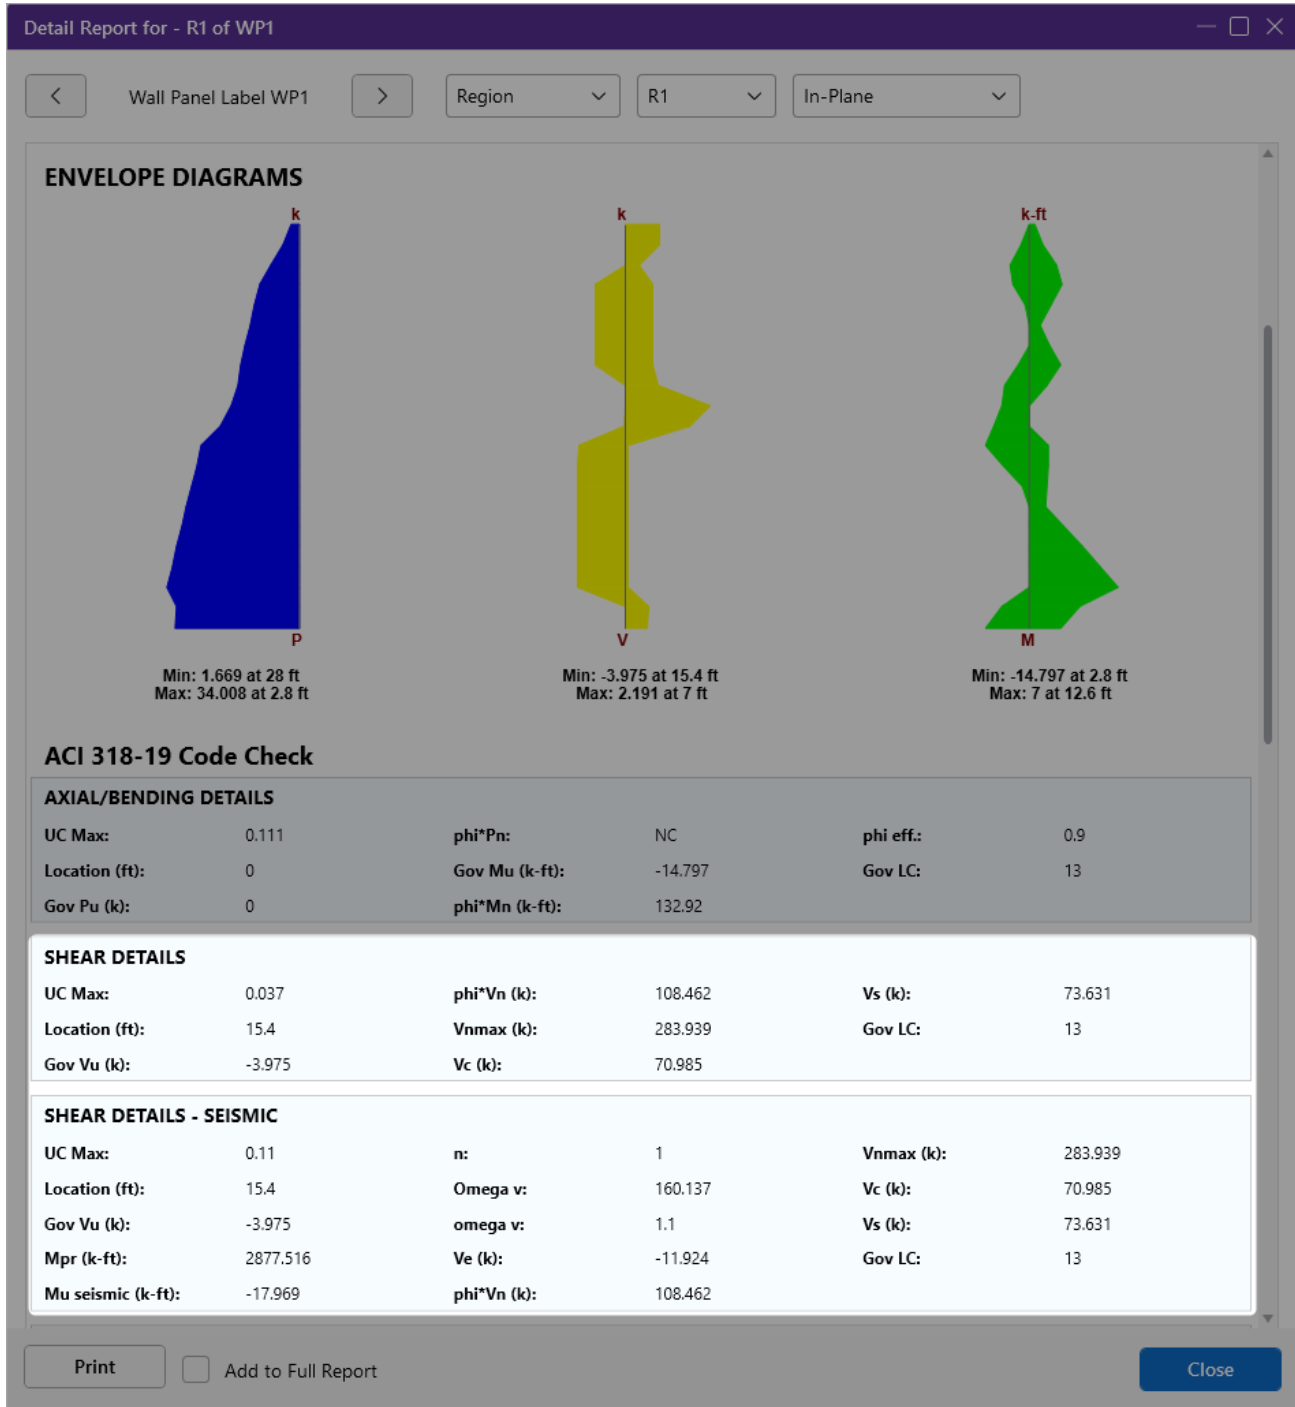 Detail Report for - R1 of WP1
Wall Panel Label WP1 Region R1 In-Plane
ENVELOPE DIAGRAMS
k k k-ft
P V M
Min: 1.669 at 28 ft Min: -3.975 at 15.4 ft Min: -14.797 at 2.8 ft
Max: 34.008 at 2.8 ft Max: 2.191 at 7 ft Max: 7 at 12.6 ft
ACI 318-19 Code Check
AXIAL/BENDING DETAILS
UC Max: 0.111 phi*Pn: NC phi eff.: 0.9
Location (ft): 0 Gov Mu (k-ft): -14.797 Gov LC: 13
Gov Pu (k): 0 phi*Mn (k-ft): 132.92
SHEAR DETAILS
UC Max: 0.037 phi*Vn (k): 108.462 Vs (k): 73.631
Location (ft): 15.4 Vnmax (k): 283.939 Gov LC: 13
Gov Vu (k): -3.975 Vc (k): 70.985
SHEAR DETAILS - SEISMIC
UC Max: 0.11 n: 1 Vnmax (k): 283.939
Location (ft): 15.4 Omega v: 160.137 Vc (k): 70.985
Gov Vu (k): -3.975 omega v: 1.1 Vs (k): 73.631
Mpr (k-ft): 2877.516 Ve (k): -11.924 Gov LC: 13
Mu seismic (k-ft): -17.969 phi*Vn (k): 108.462
Print Add to Full Report Close